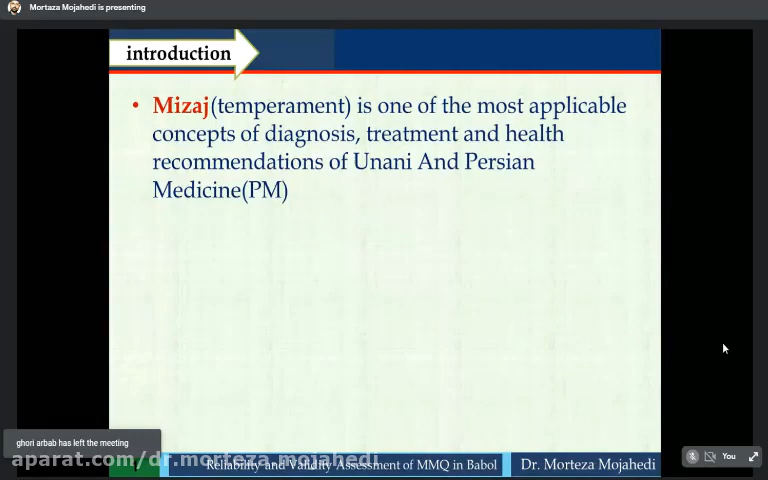 Mortaza Mojahedi is presenting
introduction
• Mizaj(temperament) is one of the most applicable
concepts of diagnosis, treatment and health
recommendations of Unani And Persian
Medicine(PM)
ghori arbab has left the meeting
aparat.com/dr.morteza_mojahedi
Reliability and Validity Assessment of MMQ in Babol
Dr. Morteza Mojahedi
You